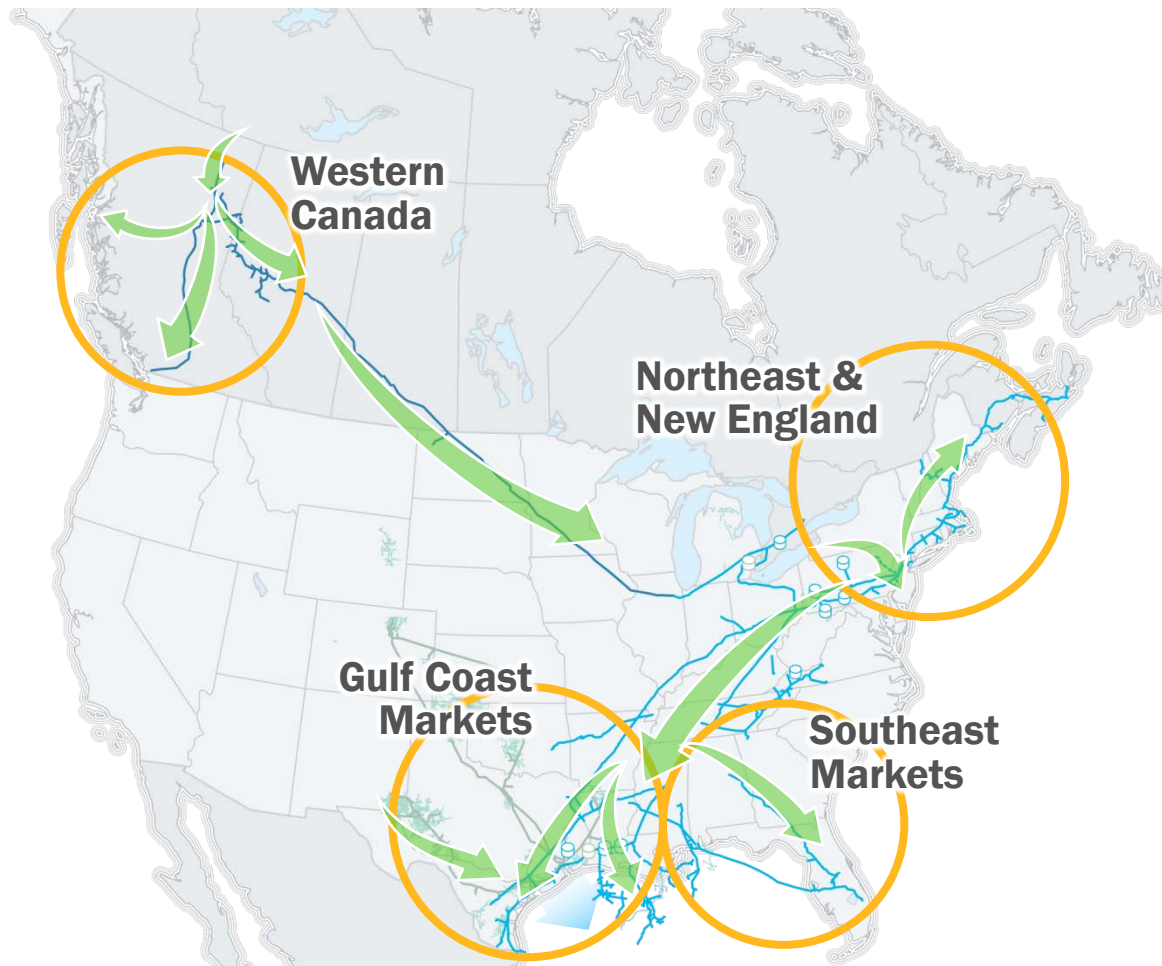 Western
Canada
Northeast &
New England
Gulf Coast
Markets
Southeast
Markets